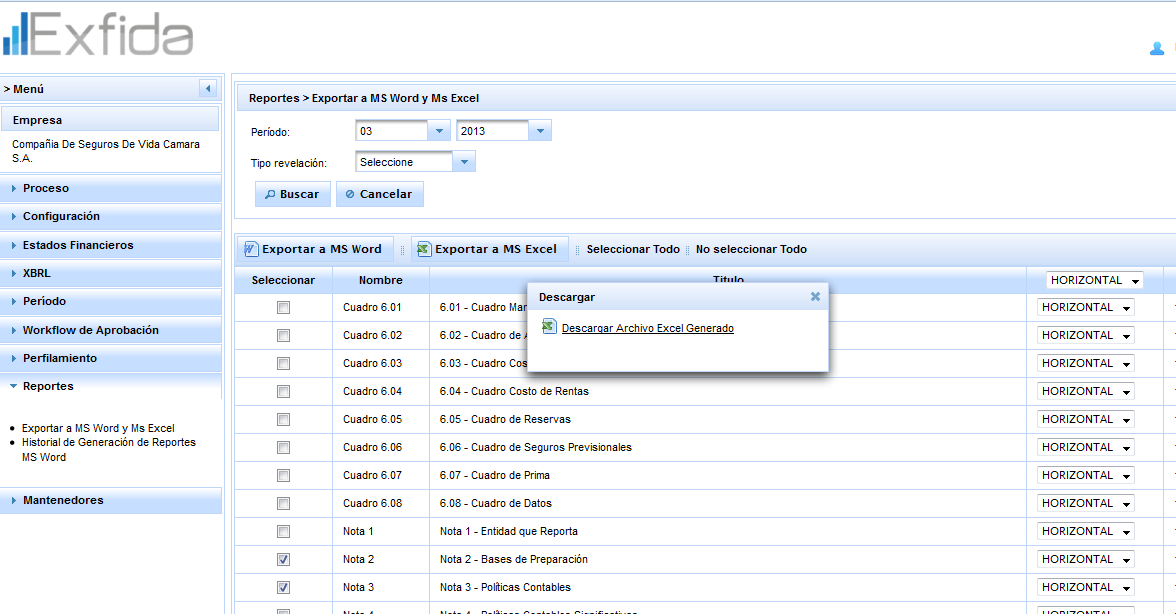 Exfida
> Menú
Empresa
Compañia De Seguros De Vida Camara
S.A.
Proceso
Configuración
Estados Financieros
XBRL
Período
Workflow de Aprobación
Perfilamiento
Reportes
Exportar a MS Word y Ms Excel
Historial de Generación de Reportes
MS Word
Mantenedores
Reportes > Exportar a MS Word y Ms Excel
Período: 03 2013
Tipo revelación: Seleccione
Buscar Cancelar
Exportar a MS Word Exportar a MS Excel Seleccionar Todo No seleccionar Todo
Seleccionar Nombre Título HORIZONTAL
Cuadro 6.01 6.01 - Cuadro Mar HORIZONTAL
Cuadro 6.02 6.02 - Cuadro de HORIZONTAL
Cuadro 6.03 6.03 - Cuadro Cos HORIZONTAL
Descargar
Descargar Archivo Excel Generado
Cuadro 6.04 6.04 - Cuadro Costo de Rentas HORIZONTAL
Cuadro 6.05 6.05 - Cuadro de Reservas HORIZONTAL
Cuadro 6.06 6.06 - Cuadro de Seguros Previsionales HORIZONTAL
Cuadro 6.07 6.07 - Cuadro de Prima HORIZONTAL
Cuadro 6.08 6.08 - Cuadro de Datos HORIZONTAL
Nota 1 Nota 1 - Entidad que Reporta HORIZONTAL
Nota 2 Nota 2 - Bases de Preparación HORIZONTAL
Nota 3 Nota 3 - Políticas Contables HORIZONTAL